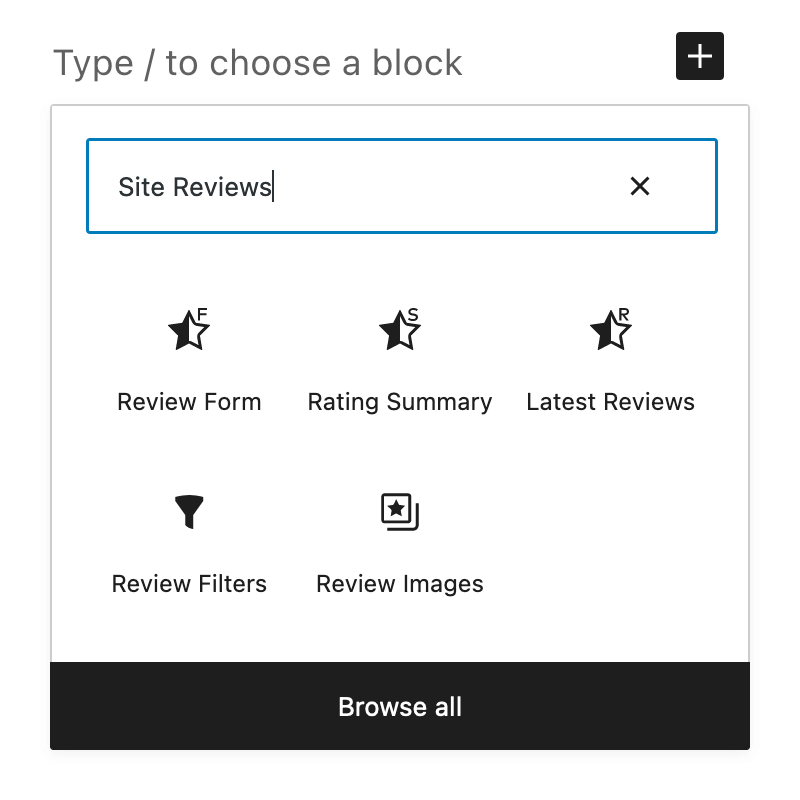 Type / to choose a block
Site Reviews
F
S
R
Review Form
Rating Summary
Latest Reviews
Review Filters
Review Images
Browse all